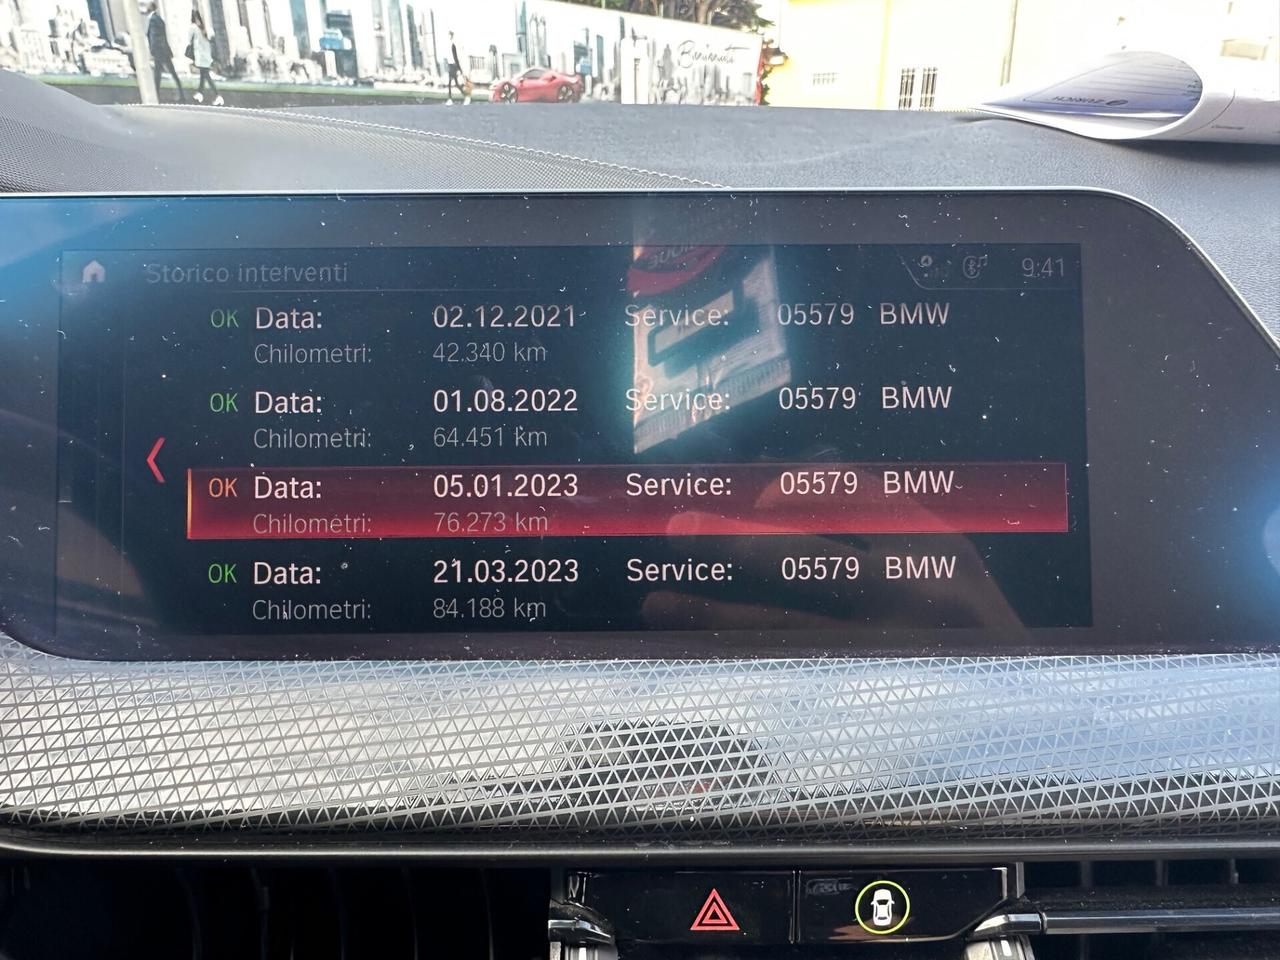 Benvenuti
ZURICH
Storico interventi
9:41
OK Data: 02.12.2021 Service: 05579 BMW
Chilometri: 42.340 km
OK Data: 01.08.2022 Service: 05579 BMW
Chilometri: 64.451 km
OK Data: 05.01.2023 Service: 05579 BMW
Chilometri: 76.273 km
OK Data: 21.03.2023 Service: 05579 BMW
Chilometri: 84.188 km